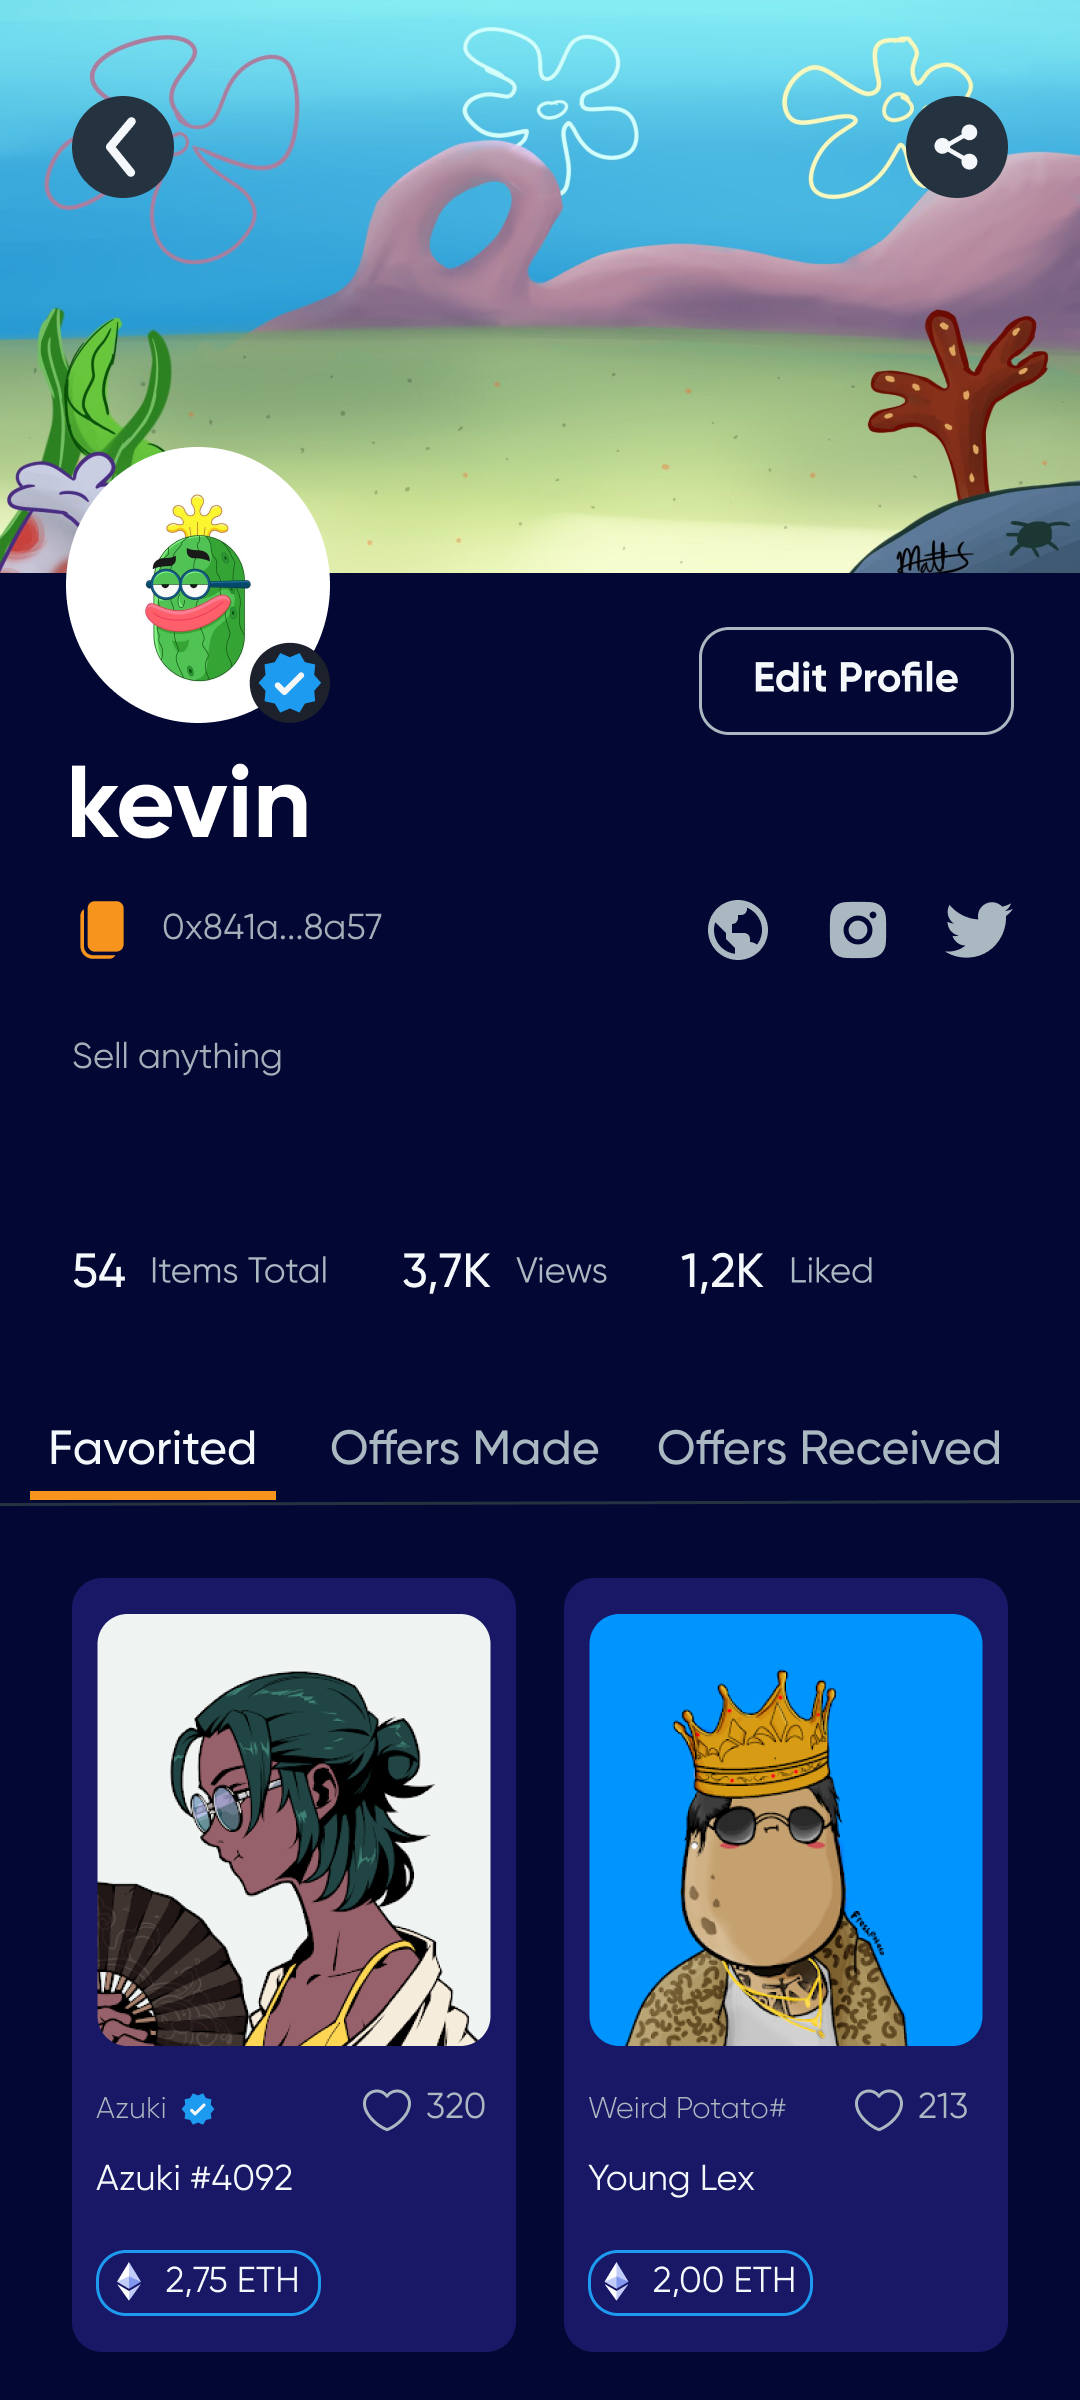 Matt S
Edit Profile
kevin
0x841a...8a57
Sell anything
54 Items Total 3,7K Views 1,2K Liked
Favorited Offers Made Offers Received
Azuki 320
Azuki #4092
2,75 ETH
Weird Potato# 213
Young Lex
2,00 ETH